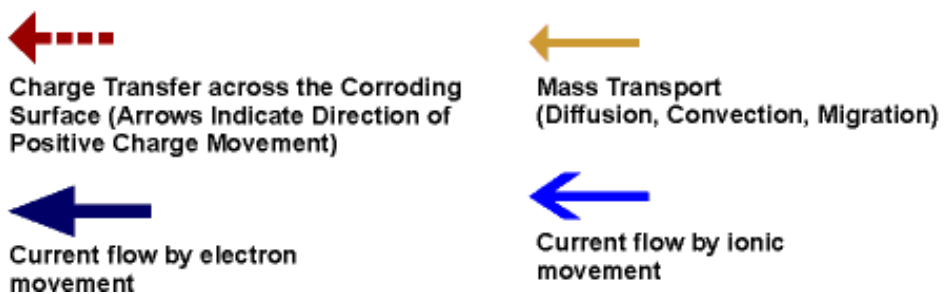 Charge Transfer across the Corroding
Surface (Arrows Indicate Direction of
Positive Charge Movement)
Mass Transport
(Diffusion, Convection, Migration)
Current flow by electron
movement
Current flow by ionic
movement